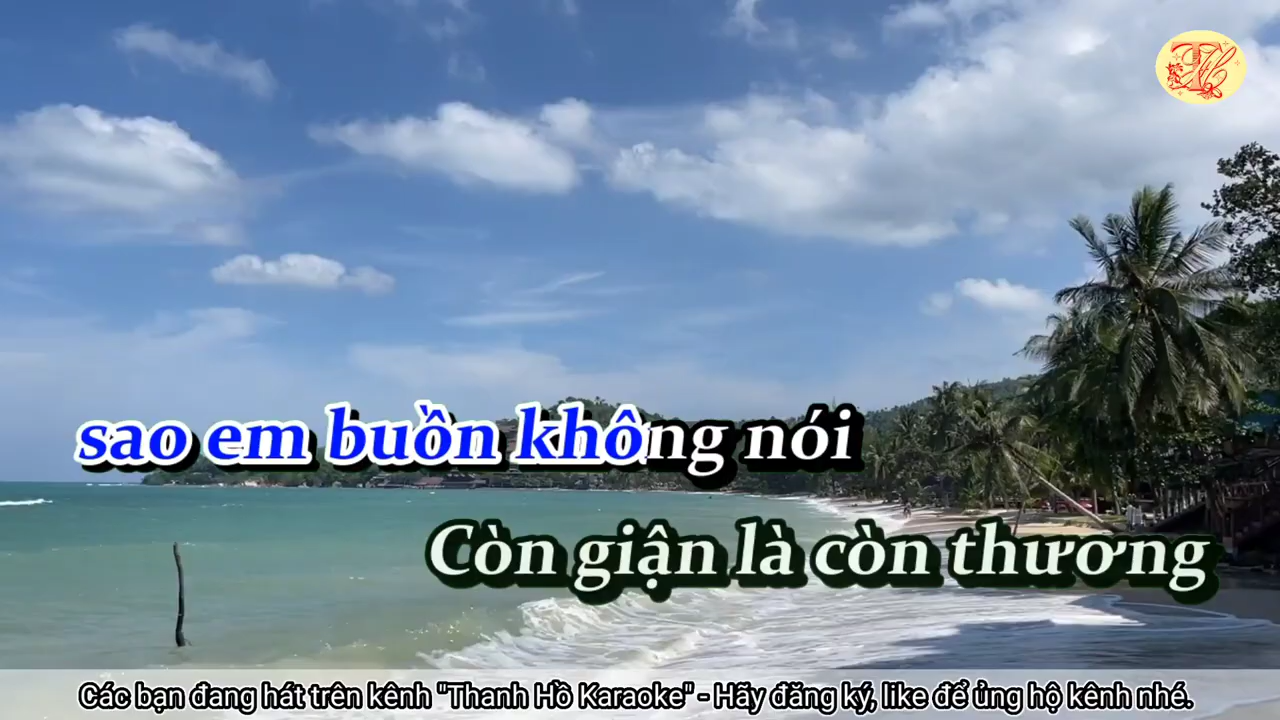 sao em buồn không nói
Còn giận là còn thương
Các bạn đang hát trên kênh "Thanh Hồ Karaoke" - Hãy đăng ký, like để ủng hộ kênh nhé.